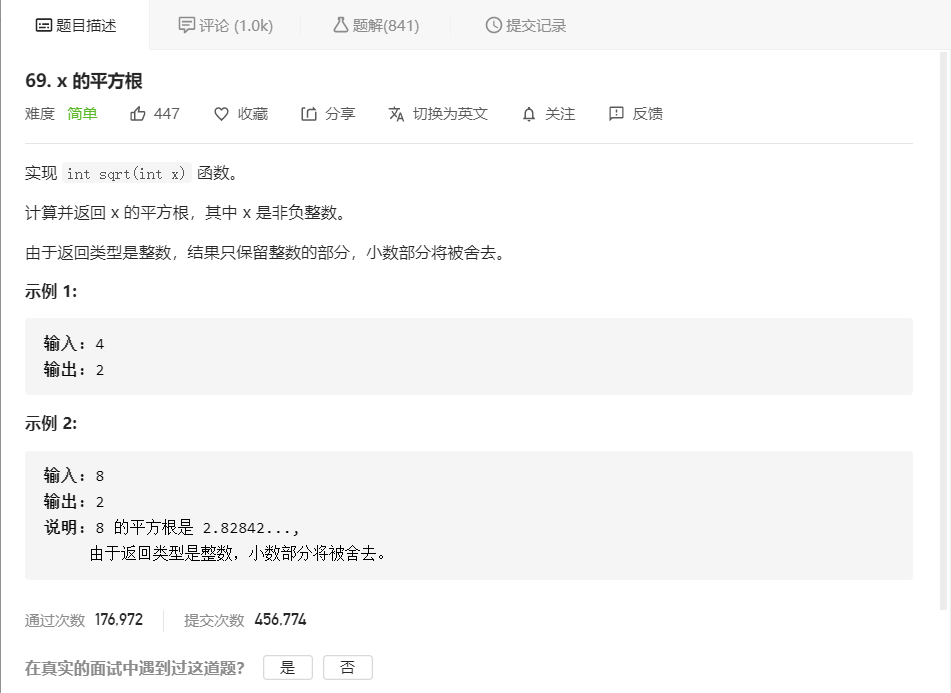 题目描述 评论 (1.0k) 题解(841) 提交记录
69. x 的平方根
难度 简单 447 收藏 分享 切换为英文 关注 反馈
实现 int sqrt(int x) 函数。
计算并返回 x 的平方根，其中 x 是非负整数。
由于返回类型是整数，结果只保留整数的部分，小数部分将被舍去。
示例 1:
输入: 4
输出: 2
示例 2:
输入: 8
输出: 2
说明: 8 的平方根是 2.82842...,
由于返回类型是整数，小数部分将被舍去。
通过次数 176,972 提交次数 456,774
在真实的面试中遇到过这道题? 是 否